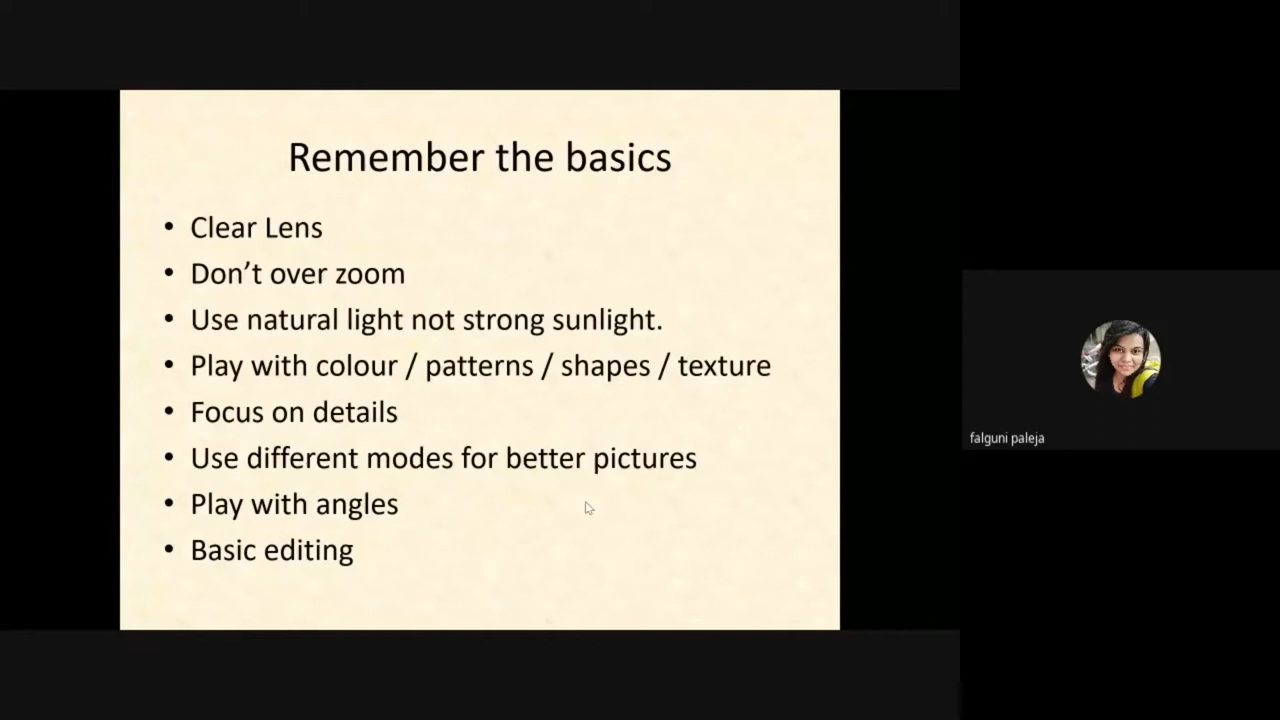 Remember the basics
• Clear Lens
• Don’t over zoom
• Use natural light not strong sunlight.
• Play with colour / patterns / shapes / texture
• Focus on details
• Use different modes for better pictures
• Play with angles
• Basic editing
falguni paleja